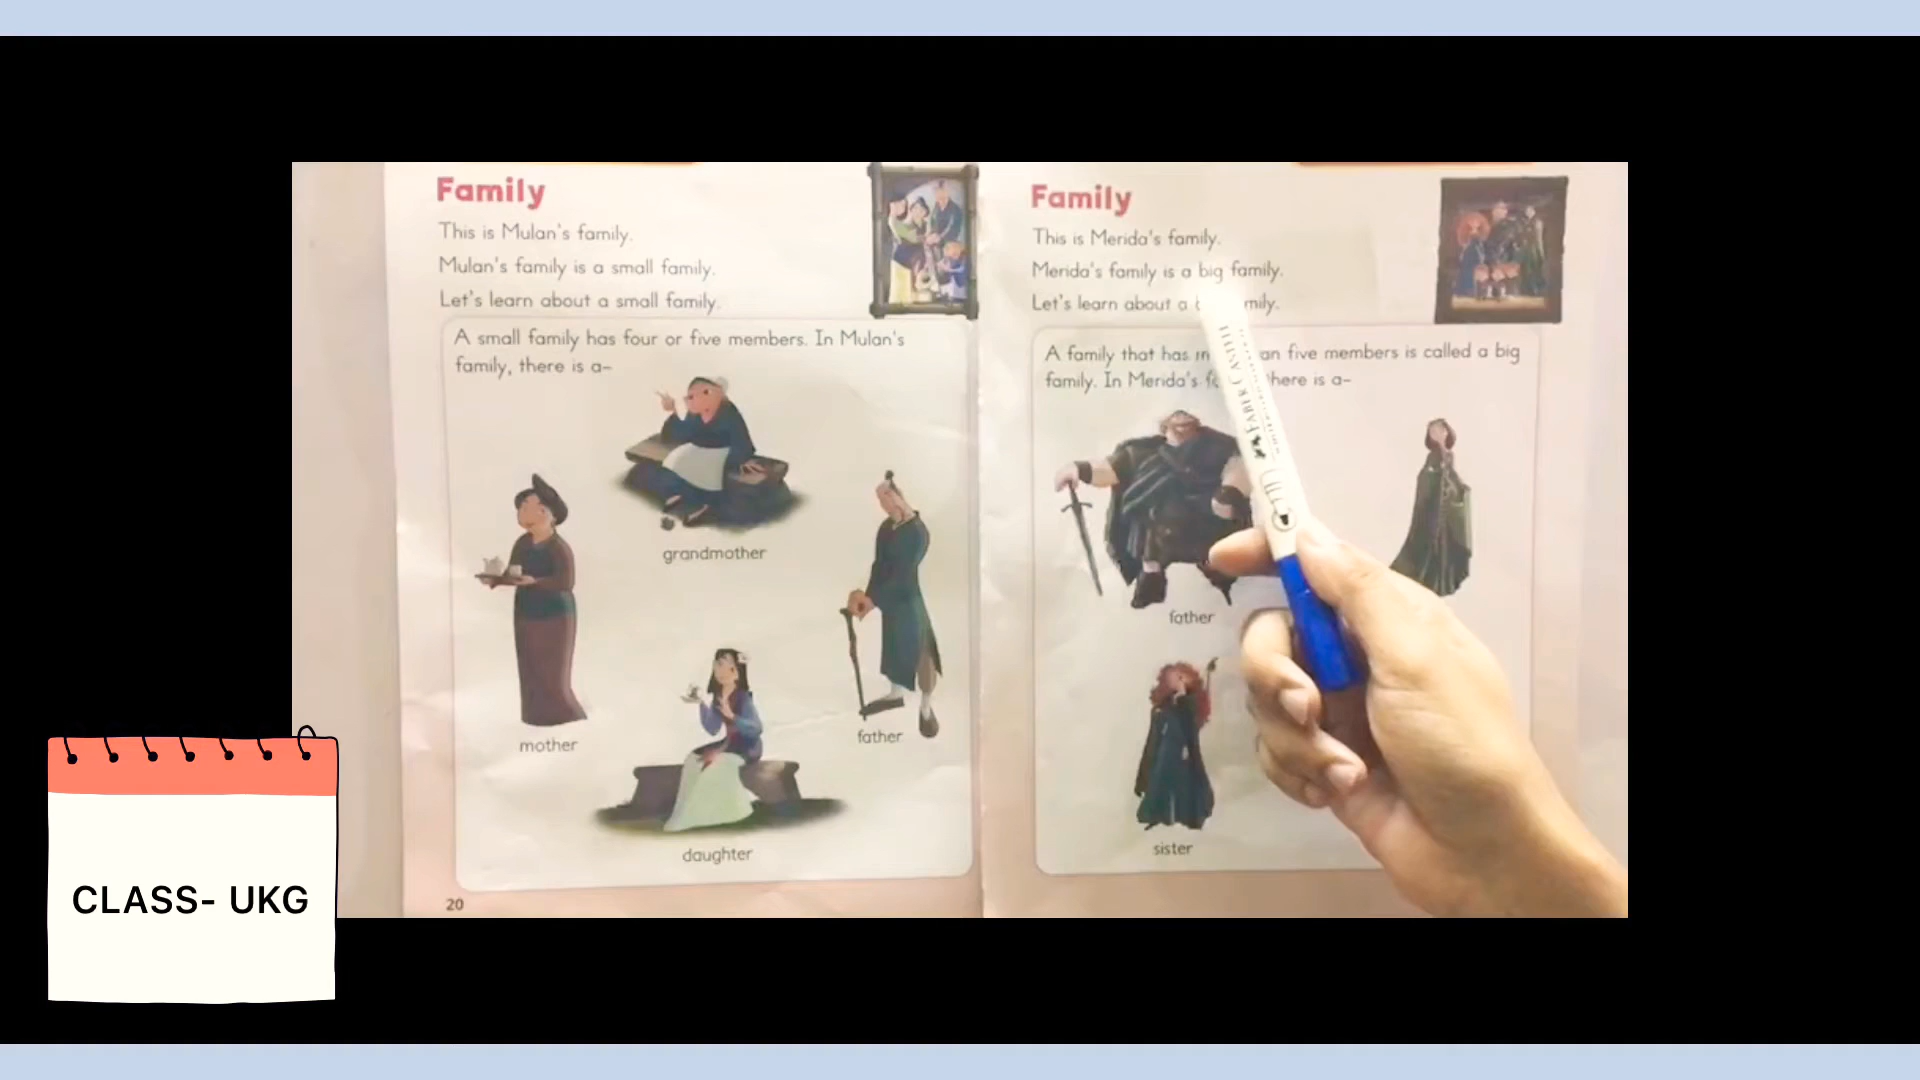 Family
This is Mulan's family.
Mulan's family is a small family.
Let's learn about a small family.
A small family has four or five members. In Mulan's
family, there is a-
grandmother
mother
father
daughter
20
Family
This is Merida's family.
Merida's family is a big family.
Let's learn about a
A family that has five members is called a big
family. In Merida's there is a-
father
sister
FABER-CASTELL
CLASS- UKG